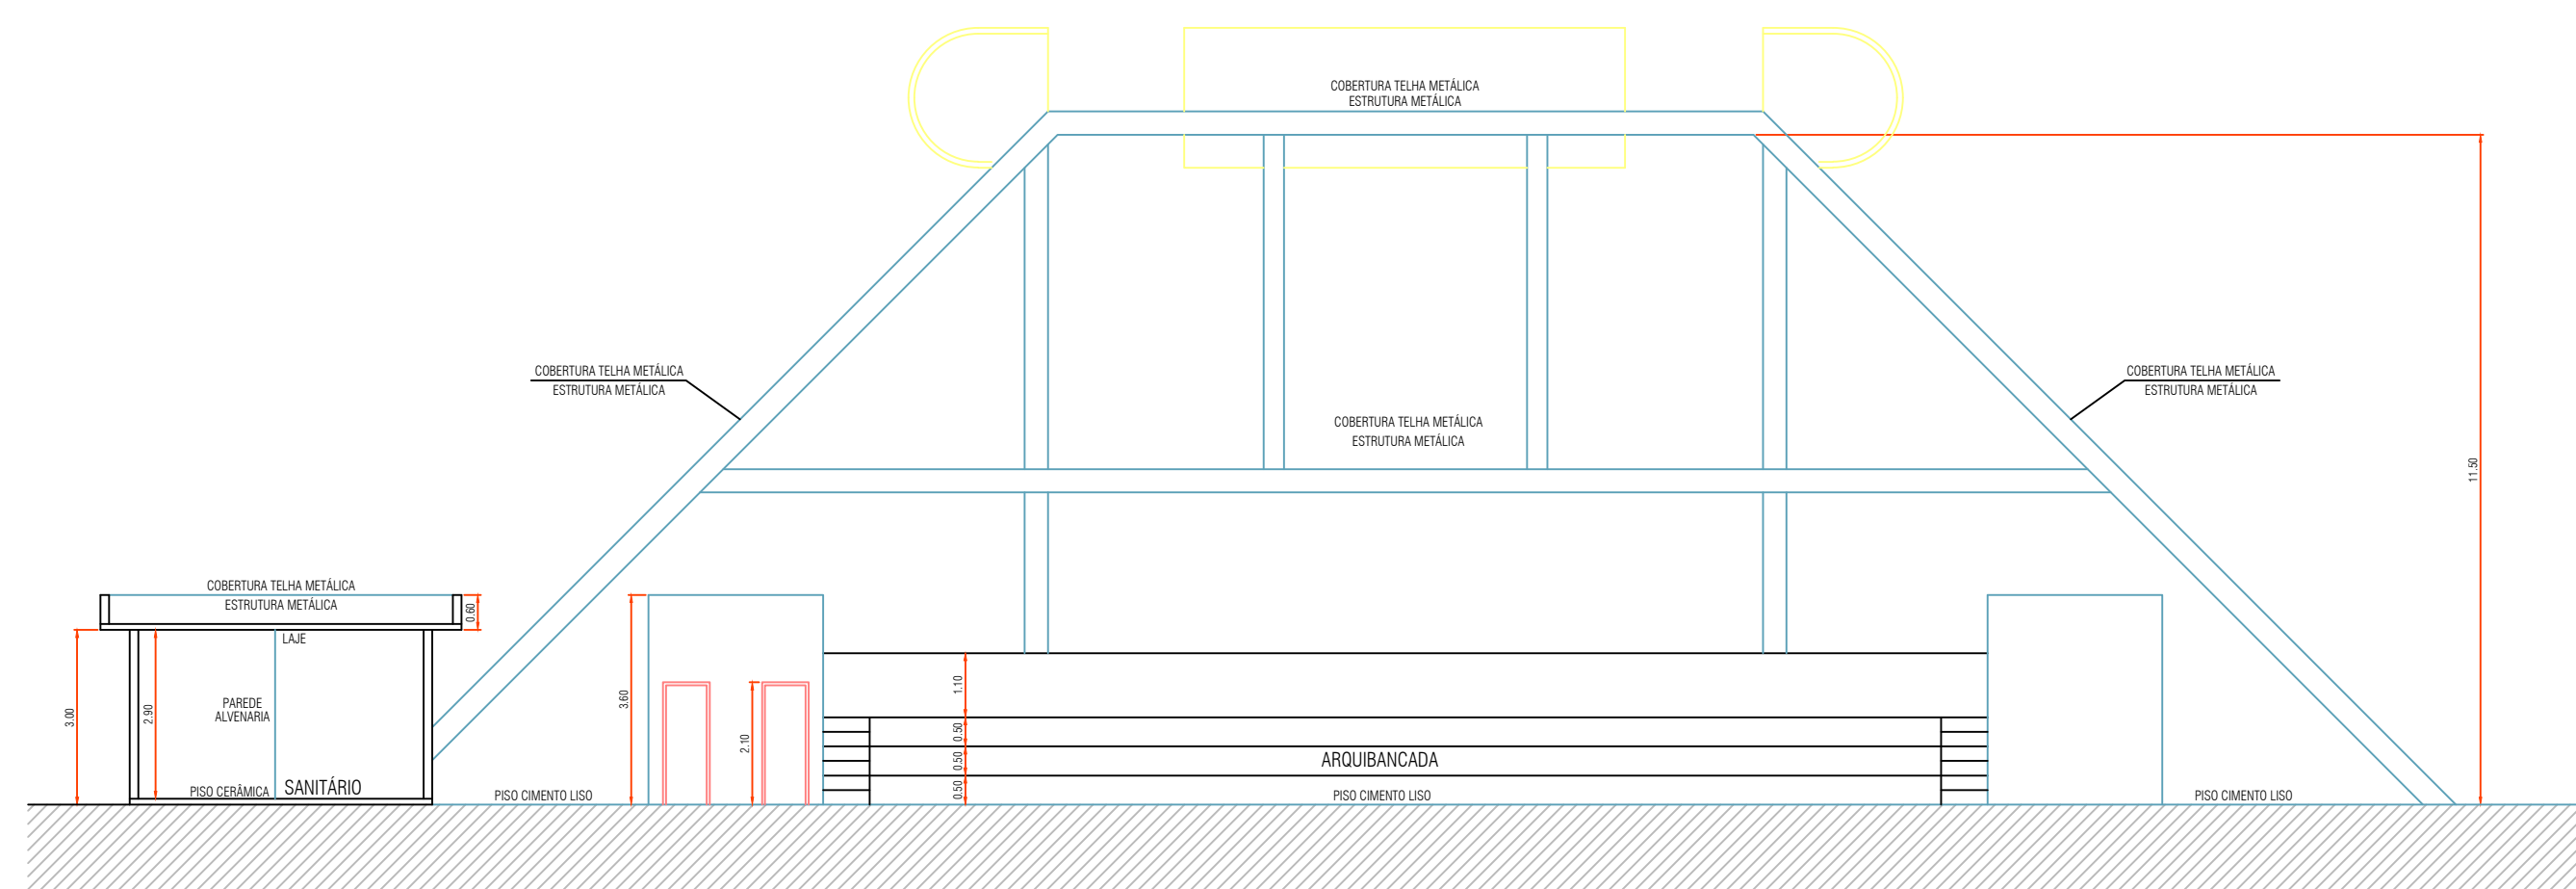 COBERTURA TELHA METÁLICA
ESTRUTURA METÁLICA
COBERTURA TELHA METÁLICA
ESTRUTURA METÁLICA
COBERTURA TELHA METÁLICA
ESTRUTURA METÁLICA
COBERTURA TELHA METÁLICA
ESTRUTURA METÁLICA
11.50
COBERTURA TELHA METÁLICA
ESTRUTURA METÁLICA
0.60
LAJE
3.00
2.90
PAREDE
ALVENARIA
PISO CERÂMICA
SANITÁRIO
PISO CIMENTO LISO
3.60
2.10
1.10
0.50
0.50
0.50
ARQUIBANCADA
PISO CIMENTO LISO
PISO CIMENTO LISO